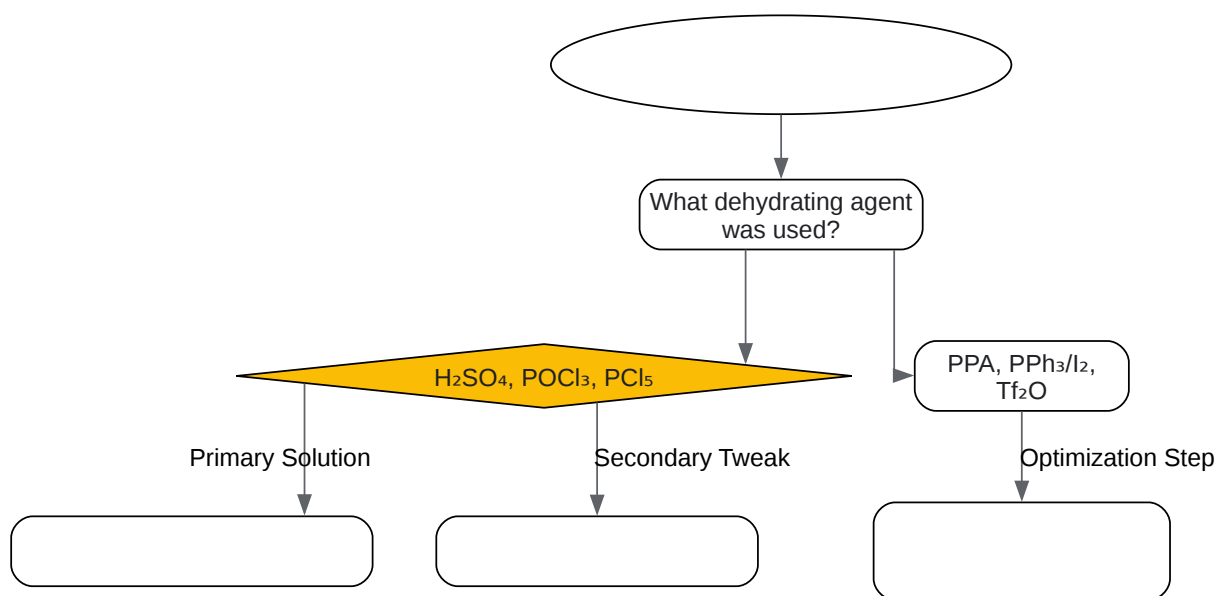 What dehydrating agent
was used?
H₂SO₄, POCl₃, PCl₅
PPA, PPh₃/I₂,
Tf₂O
Primary Solution
Secondary Tweak
Optimization Step